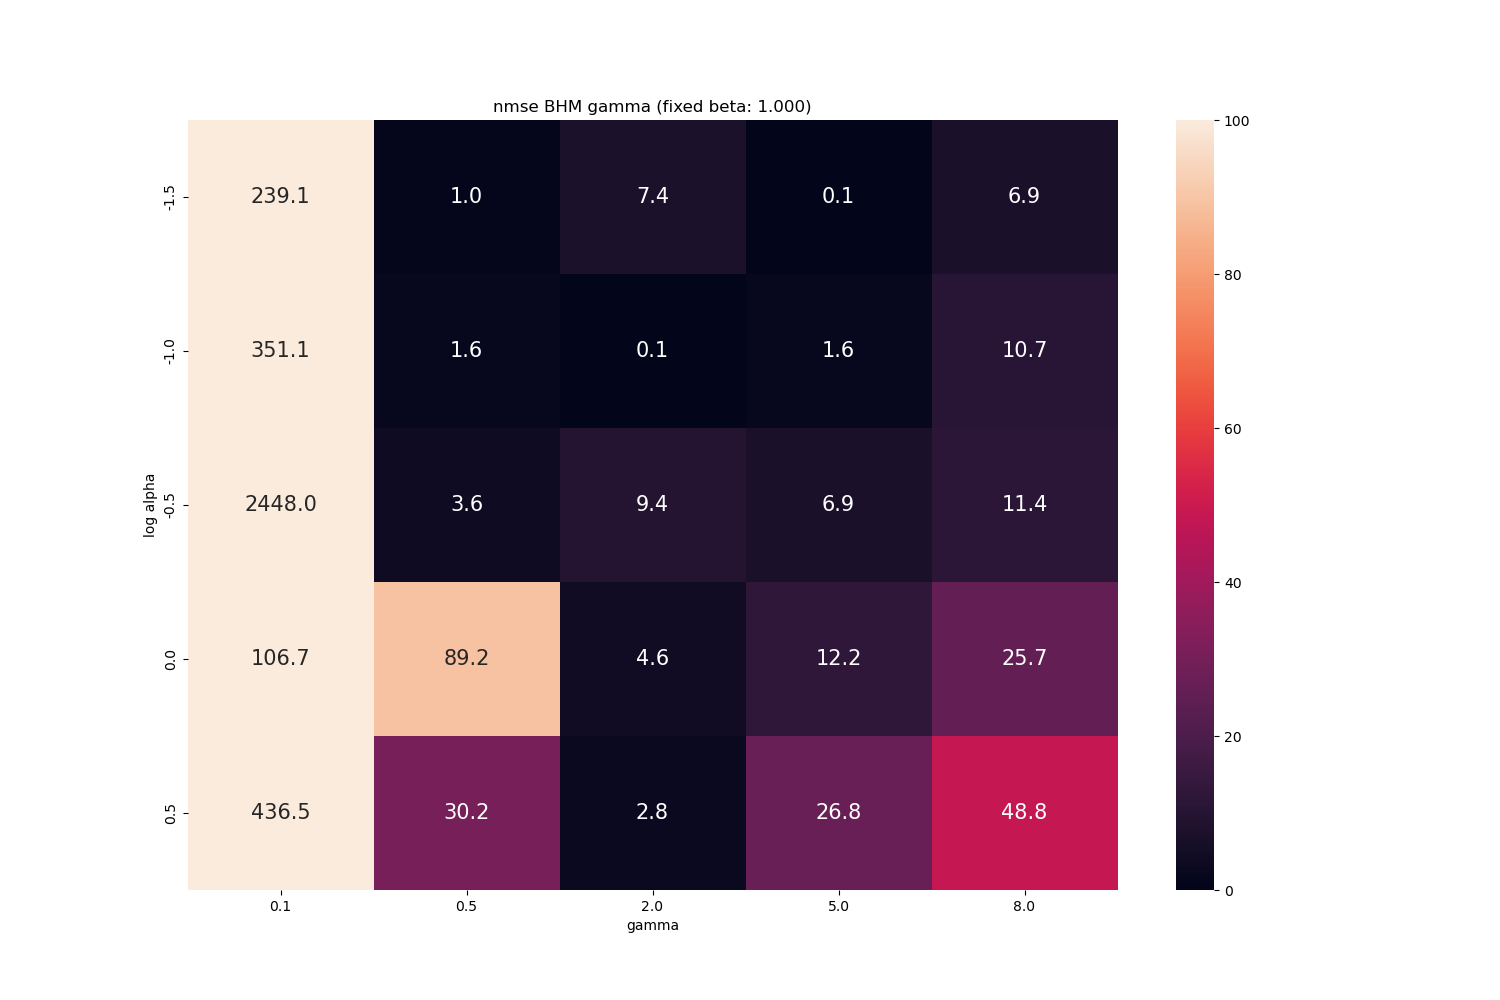 nmse BHM gamma (fixed beta: 1.000)
log alpha
-1.5 239.1 1.0 7.4 0.1 6.9
-1.0 351.1 1.6 0.1 1.6 10.7
-0.5 2448.0 3.6 9.4 6.9 11.4
0.0 106.7 89.2 4.6 12.2 25.7
0.5 436.5 30.2 2.8 26.8 48.8
0.1 0.5 2.0 5.0 8.0
gamma
100
80
60
40
20
0